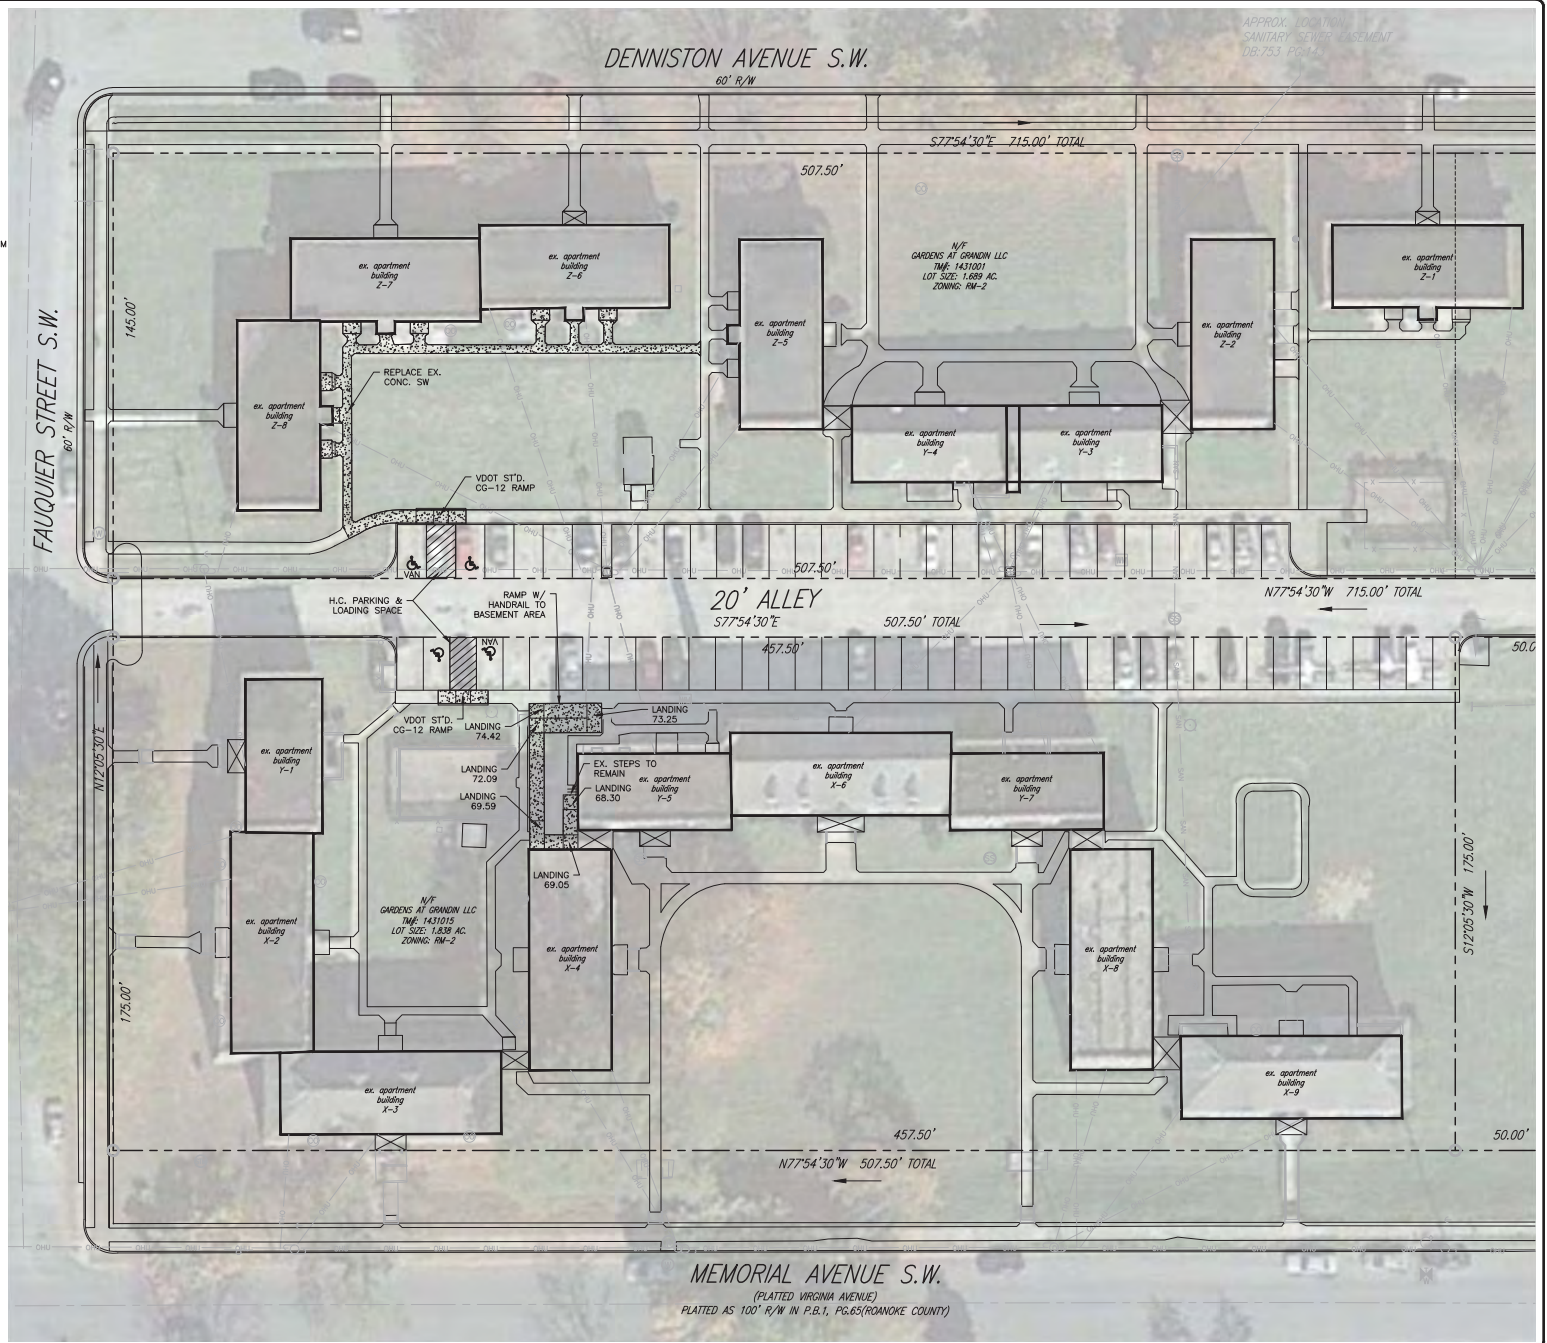 APPROX. LOCATION
SANITARY SEWER EASEMENT
DB:753 PG:
DENNISTON AVENUE S.W.
60' R/W
S77°54'30"E 715.00' TOTAL
507.50'
M
FAUQUIER STREET S.W.
60' R/W
145.00'
ex. apartment
building
Z-7
ex. apartment
building
Z-6
ex. apartment
building
Z-5
ex. apartment
building
Z-2
ex. apartment
building
Z-1
ex. apartment
building
Z-8
N/F
GARDENS AT GRANDIN LLC
TM#: 1431001
LOT SIZE: 1.689 AC.
ZONING: RM-2
REPLACE EX.
CONC. SW
ex. apartment
building
Y-4
ex. apartment
building
Y-3
VDOT ST'D.
CG-12 RAMP
VAN
OHU
H.C. PARKING &
LOADING SPACE
RAMP W/
HANDRAIL TO
BASEMENT AREA
507.50'
20' ALLEY
S77°54'30"E 507.50' TOTAL
N77°54'30"W 715.00' TOTAL
VAN
457.50'
50.0
N12°05'30"E
175.00'
VDOT ST'D.
CG-12 RAMP
LANDING
74.42
LANDING
73.25
LANDING
72.09
LANDING
69.59
EX. STEPS TO
REMAIN
LANDING
68.30
LANDING
69.05
ex. apartment
building
Y-1
ex. apartment
building
Y-5
ex. apartment
building
X-6
ex. apartment
building
Y-7
ex. apartment
building
X-2
N/F
GARDENS AT GRANDIN LLC
TM#: 1431015
LOT SIZE: 1.838 AC.
ZONING: RM-2
ex. apartment
building
X-4
ex. apartment
building
X-8
S12°05'30"W 175.00'
ex. apartment
building
X-3
ex. apartment
building
X-9
457.50'
50.00'
N77°54'30"W 507.50' TOTAL
MEMORIAL AVENUE S.W.
(PLATTED VIRGINIA AVENUE)
PLATTED AS 100' R/W IN P.B.1, PG.65(ROANOKE COUNTY)